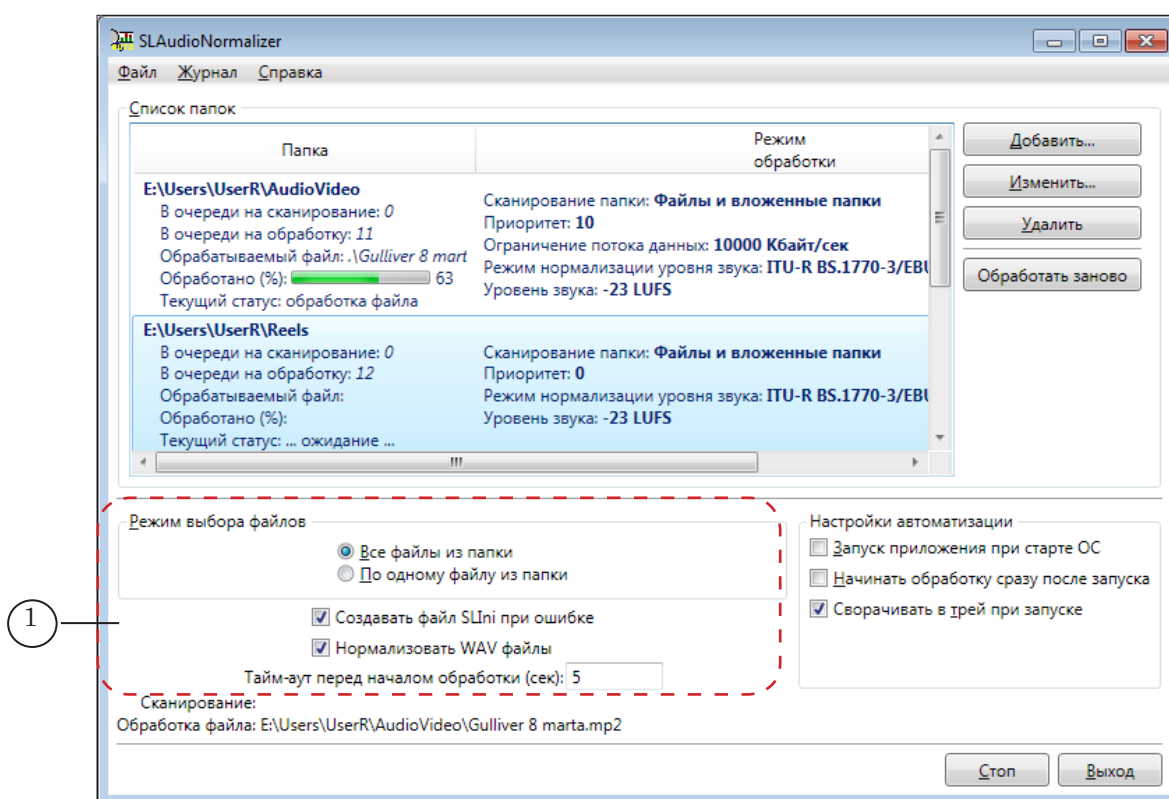 SLAudioNormalizer
Файл Журнал Справка
Список папок
Папка
Режим
обработки
E:\Users\UserR\AudioVideo
В очереди на сканирование: 0
В очереди на обработку: 11
Обрабатываемый файл: .\Gulliver 8 mart
Обработано (%): 63
Текущий статус: обработка файла
Сканирование папки: Файлы и вложенные папки
Приоритет: 10
Ограничение потока данных: 10000 Кбайт/сек
Режим нормализации уровня звука: ITU-R BS.1770-3/EBU
Уровень звука: -23 LUFS
E:\Users\UserR\Reels
В очереди на сканирование: 0
В очереди на обработку: 12
Обрабатываемый файл:
Обработано (%):
Текущий статус: ... ожидание ...
Сканирование папки: Файлы и вложенные папки
Приоритет: 0
Режим нормализации уровня звука: ITU-R BS.1770-3/EBU
Уровень звука: -23 LUFS
Добавить...
Изменить...
Удалить
Обработать заново
1
Режим выбора файлов
Все файлы из папки
По одному файлу из папки
Создавать файл SLIni при ошибке
Нормализовать WAV файлы
Тайм-аут перед началом обработки (сек): 5
Настройки автоматизации
Запуск приложения при старте ОС
Начинать обработку сразу после запуска
Сворачивать в трей при запуске
Сканирование:
Обработка файла: E:\Users\UserR\AudioVideo\Gulliver 8 marta.mp2
Стоп
Выход